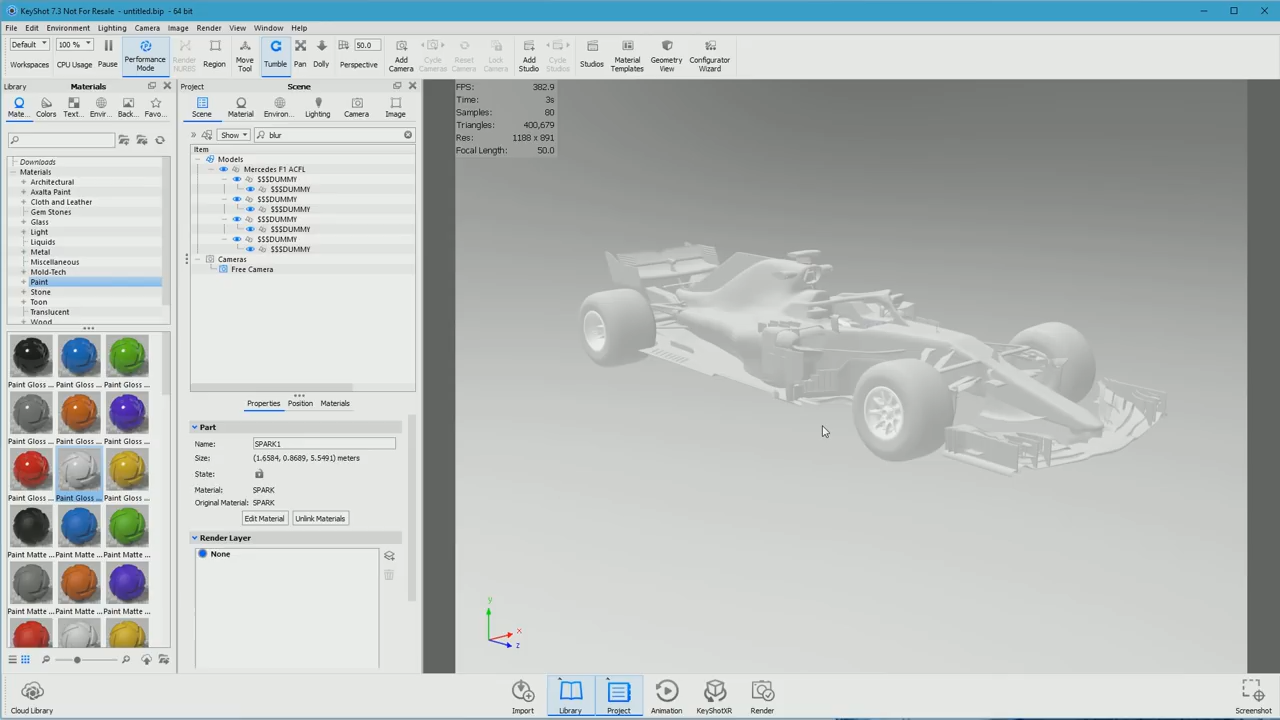 KeyShot 7.3 Not For Resale - untitled.bip - 64 bit
File Edit Environment Lighting Camera Image Render View Window Help
Default 100 % 50.0
Workspaces CPU Usage Pause Performance Mode Render NURBS Region Move Tool Tumble Pan Dolly Perspective Add Camera Cycle Cameras Reset Camera Lock Camera Add Studio Cycle Studios Studios Material Templates Geometry View Configurator Wizard
Library Materials
Mate... Colors Text... Envir... Back... Favo...
Downloads
Materials
Architectural
Axalta Paint
Cloth and Leather
Gem Stones
Glass
Light
Liquids
Metal
Miscellaneous
Mold-Tech
Paint
Stone
Toon
Translucent
Wood
Paint Gloss ... Paint Gloss ... Paint Gloss ...
Paint Gloss ... Paint Gloss ... Paint Gloss ...
Paint Gloss ... Paint Gloss ... Paint Gloss ...
Paint Matte ... Paint Matte ... Paint Matte ...
Paint Matte ... Paint Matte ... Paint Matte ...
Project Scene
Scene Material Environ... Lighting Camera Image
Show blur
Item
Models
Mercedes F1 ACFL
$$$DUMMY
$$$DUMMY
$$$DUMMY
$$$DUMMY
$$$DUMMY
$$$DUMMY
$$$DUMMY
$$$DUMMY
Cameras
Free Camera
Properties Position Materials
Part
Name: SPARK1
Size: (1.6584, 0.8689, 5.5491) meters
State:
Material: SPARK
Original Material: SPARK
Edit Material Unlink Materials
Render Layer
None
FPS: 382.9
Time: 3s
Samples: 80
Triangles: 400,679
Res: 1188 x 891
Focal Length: 50.0
y
x
z
Cloud Library Import Library Project Animation KeyShotXR Render Screenshot